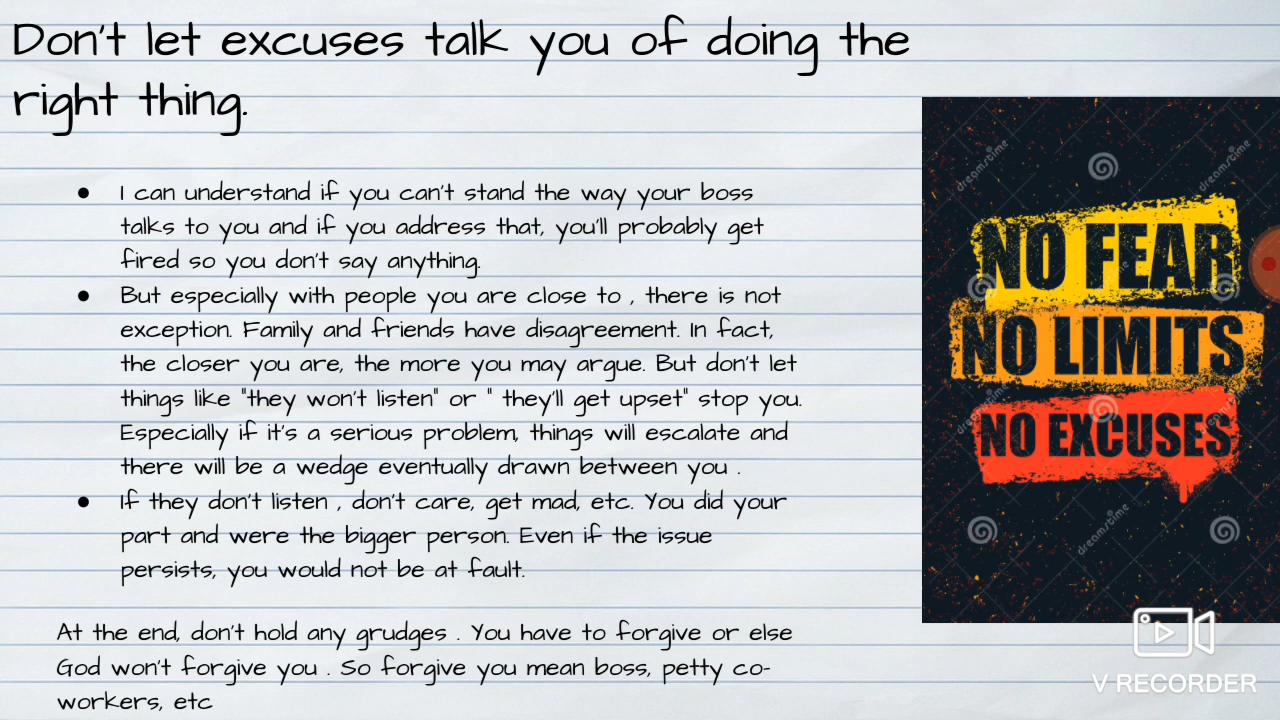 Don't let excuses talk you of doing the
right thing.
● I can understand if you can't stand the way your boss
talks to you and if you address that, you'll probably get
fired so you don't say anything.
● But especially with people you are close to , there is not
exception. Family and friends have disagreement. In fact,
the closer you are, the more you may argue. But don't let
things like "they won't listen" or " they'll get upset" stop you.
Especially if it's a serious problem, things will escalate and
there will be a wedge eventually drawn between you .
● If they don't listen , don't care, get mad, etc. You did your
part and were the bigger person. Even if the issue
persists, you would not be at fault.
At the end, don't hold any grudges . You have to forgive or else
God won't forgive you . So forgive you mean boss, petty co-
workers, etc
dreamstime
dreamstime
NO FEAR
NO LIMITS
NO EXCUSES
dreamstime
V RECORDER